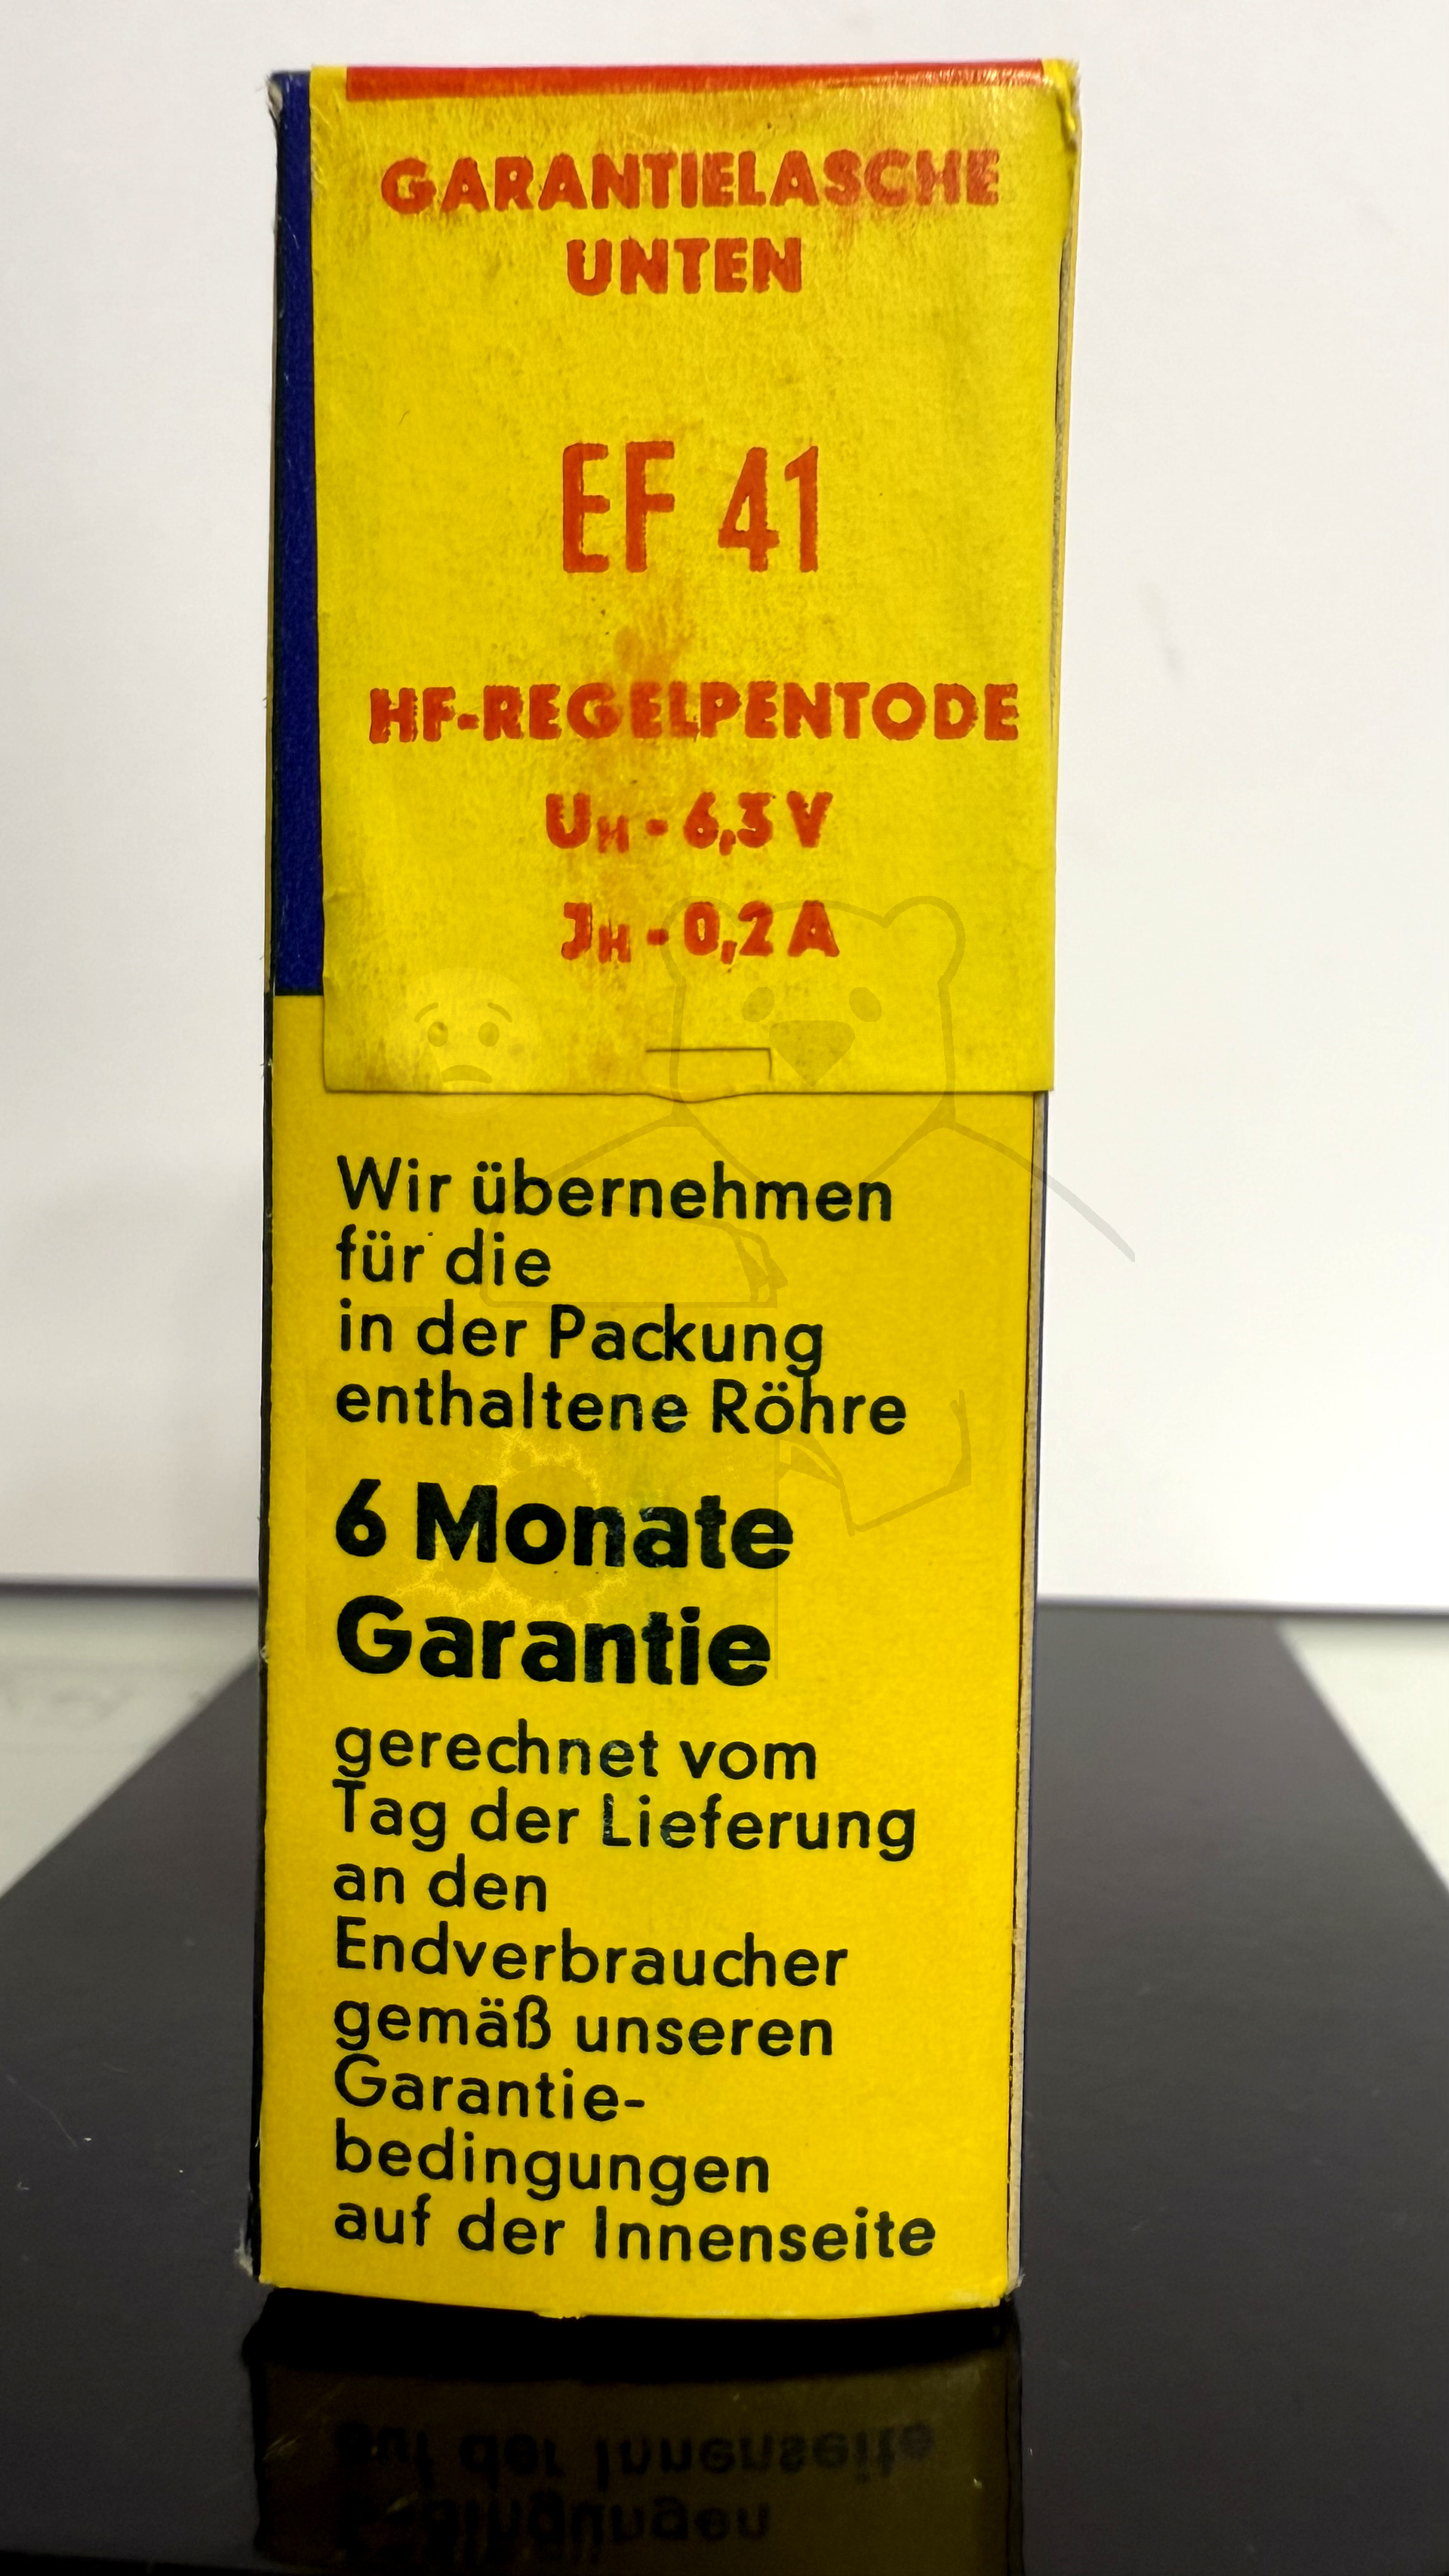 GARANTIELASCHE
UNTEN
EF 41
HF-REGELPENTODE
UH - 6,3 V
JH - 0,2 A
Wir übernehmen
für die
in der Packung
enthaltene Röhre
6 Monate
Garantie
gerechnet vom
Tag der Lieferung
an den
Endverbraucher
gemäß unseren
Garantie-
bedingungen
auf der Innenseite